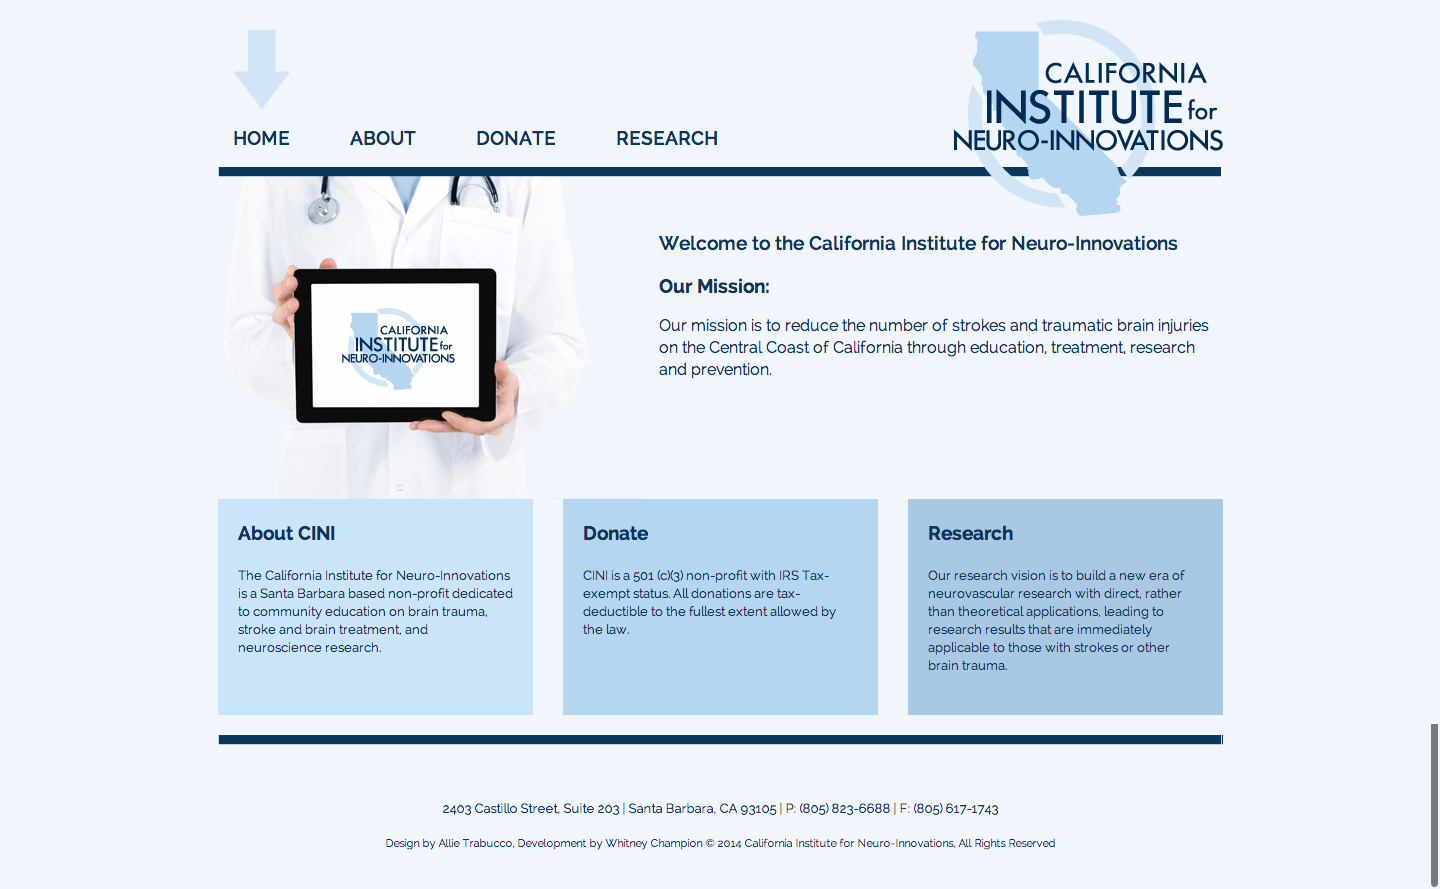 HOME ABOUT DONATE RESEARCH
CALIFORNIA
INSTITUTE for
NEURO-INNOVATIONS
Welcome to the California Institute for Neuro-Innovations
Our Mission:
Our mission is to reduce the number of strokes and traumatic brain injuries
on the Central Coast of California through education, treatment, research
and prevention.
CALIFORNIA
INSTITUTE for
NEURO-INNOVATIONS
About CINI
The California Institute for Neuro-Innovations
is a Santa Barbara based non-profit dedicated
to community education on brain trauma,
stroke and brain treatment, and
neuroscience research.
Donate
CINI is a 501 (c)(3) non-profit with IRS Tax-
exempt status. All donations are tax-
deductible to the fullest extent allowed by
the law.
Research
Our research vision is to build a new era of
neurovascular research with direct, rather
than theoretical applications, leading to
research results that are immediately
applicable to those with strokes or other
brain trauma.
2403 Castillo Street, Suite 203 | Santa Barbara, CA 93105 | P: (805) 823-6688 | F: (805) 617-1743
Design by Allie Trabucco, Development by Whitney Champion © 2014 California Institute for Neuro-Innovations, All Rights Reserved